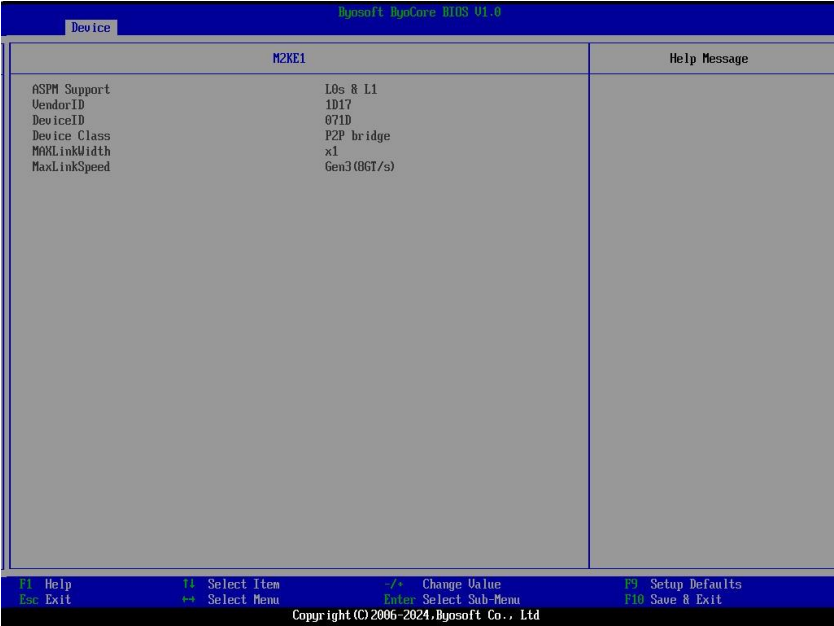 Byosoft ByoCore BIOS V1.0
Device
M2KE1
Help Message
ASPM Support L0s & L1
VendorID 1D17
DeviceID 071D
Device Class P2P bridge
MAXLinkWidth x1
MaxLinkSpeed Gen3(8GT/s)
F1 Help ↑↓ Select Item -/+ Change Value F9 Setup Defaults
Esc Exit ←→ Select Menu Enter Select Sub-Menu F10 Save & Exit
Copyright(C)2006-2024,Byosoft Co., Ltd